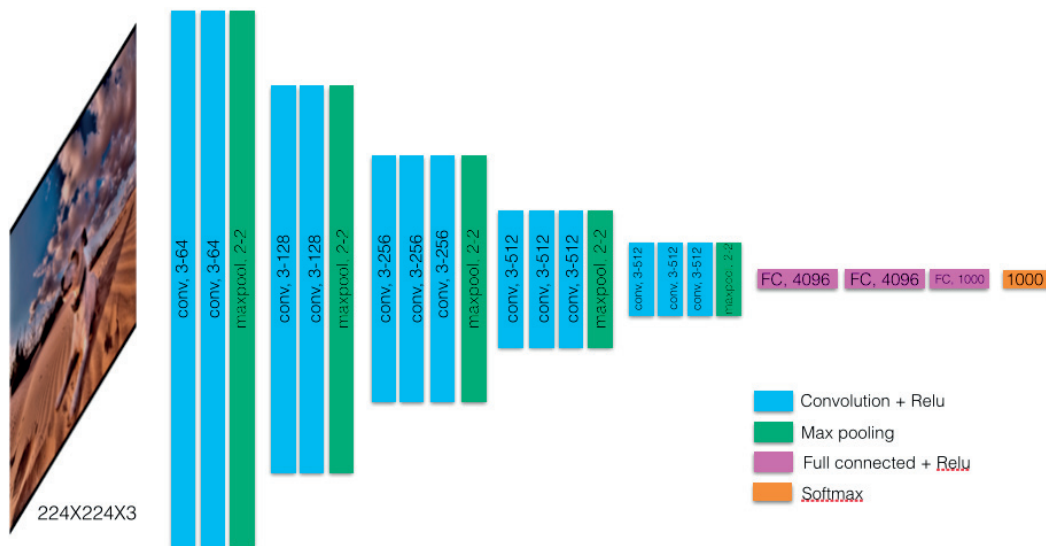 conv, 3-64
conv, 3-64
maxpool, 2-2
conv, 3-128
conv, 3-128
maxpool, 2-2
conv, 3-256
conv, 3-256
conv, 3-256
maxpool, 2-2
conv, 3-512
conv, 3-512
conv, 3-512
maxpool, 2-2
conv, 3-512
conv, 3-512
conv, 3-512
maxpool, 2-2
FC, 4096
FC, 4096
FC, 1000
1000
Convolution + Relu
Max pooling
Full connected + Relu
Softmax
224X224X3